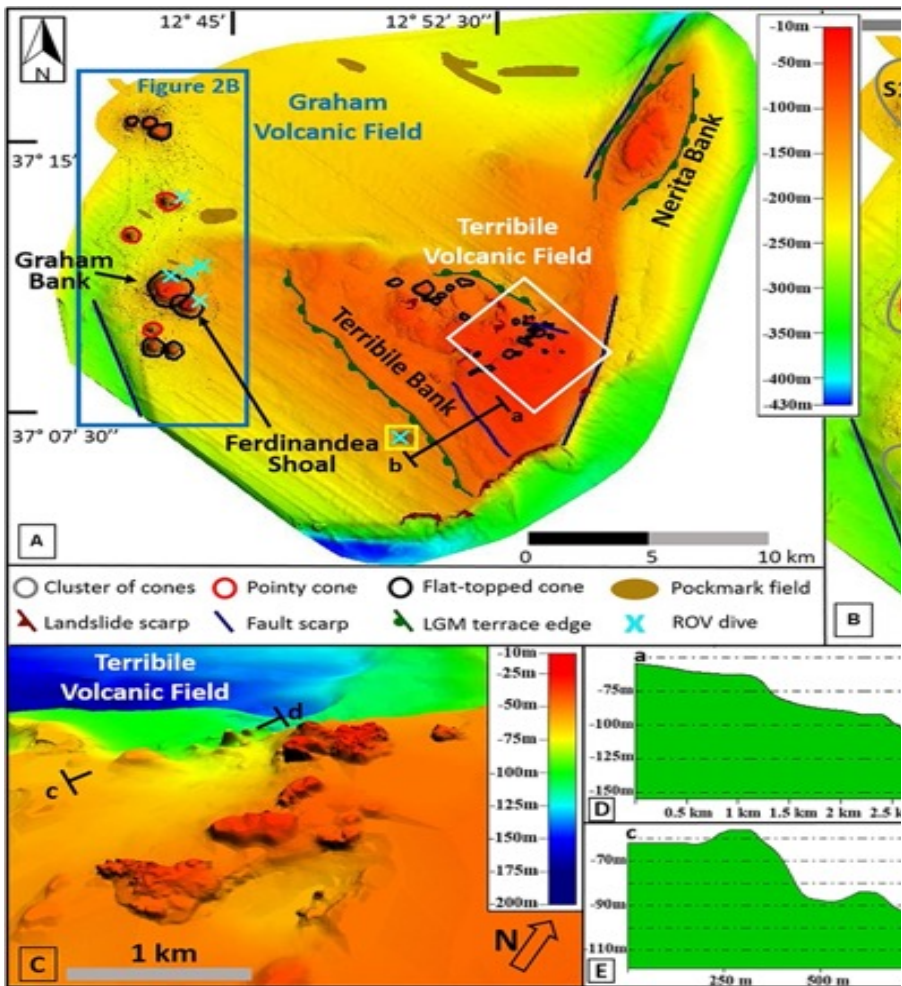 12° 45' 12° 52' 30''
-10m
-50m
-100m
-150m
-200m
-250m
-300m
-350m
-400m
-430m
N
Figure 2B
Graham
Volcanic Field
37° 15'
Nerita Bank
Terribile
Volcanic Field
Graham
Bank
Terribile Bank
a
b
37° 07' 30''
Ferdinandea
Shoal
A
0 5 10 km
S1
B
Cluster of cones Pointy cone Flat-topped cone Pockmark field
Landslide scarp Fault scarp LGM terrace edge ROV dive
Terribile
Volcanic Field
d
c
-10m
-25m
-50m
-75m
-100m
-125m
-150m
-175m
-200m
N
C
1 km
a
-75m
-100m
-125m
-150m
D
0.5 km 1 km 1.5 km 2 km
c
-70m
-90m
-110m
E
250 m 500 m